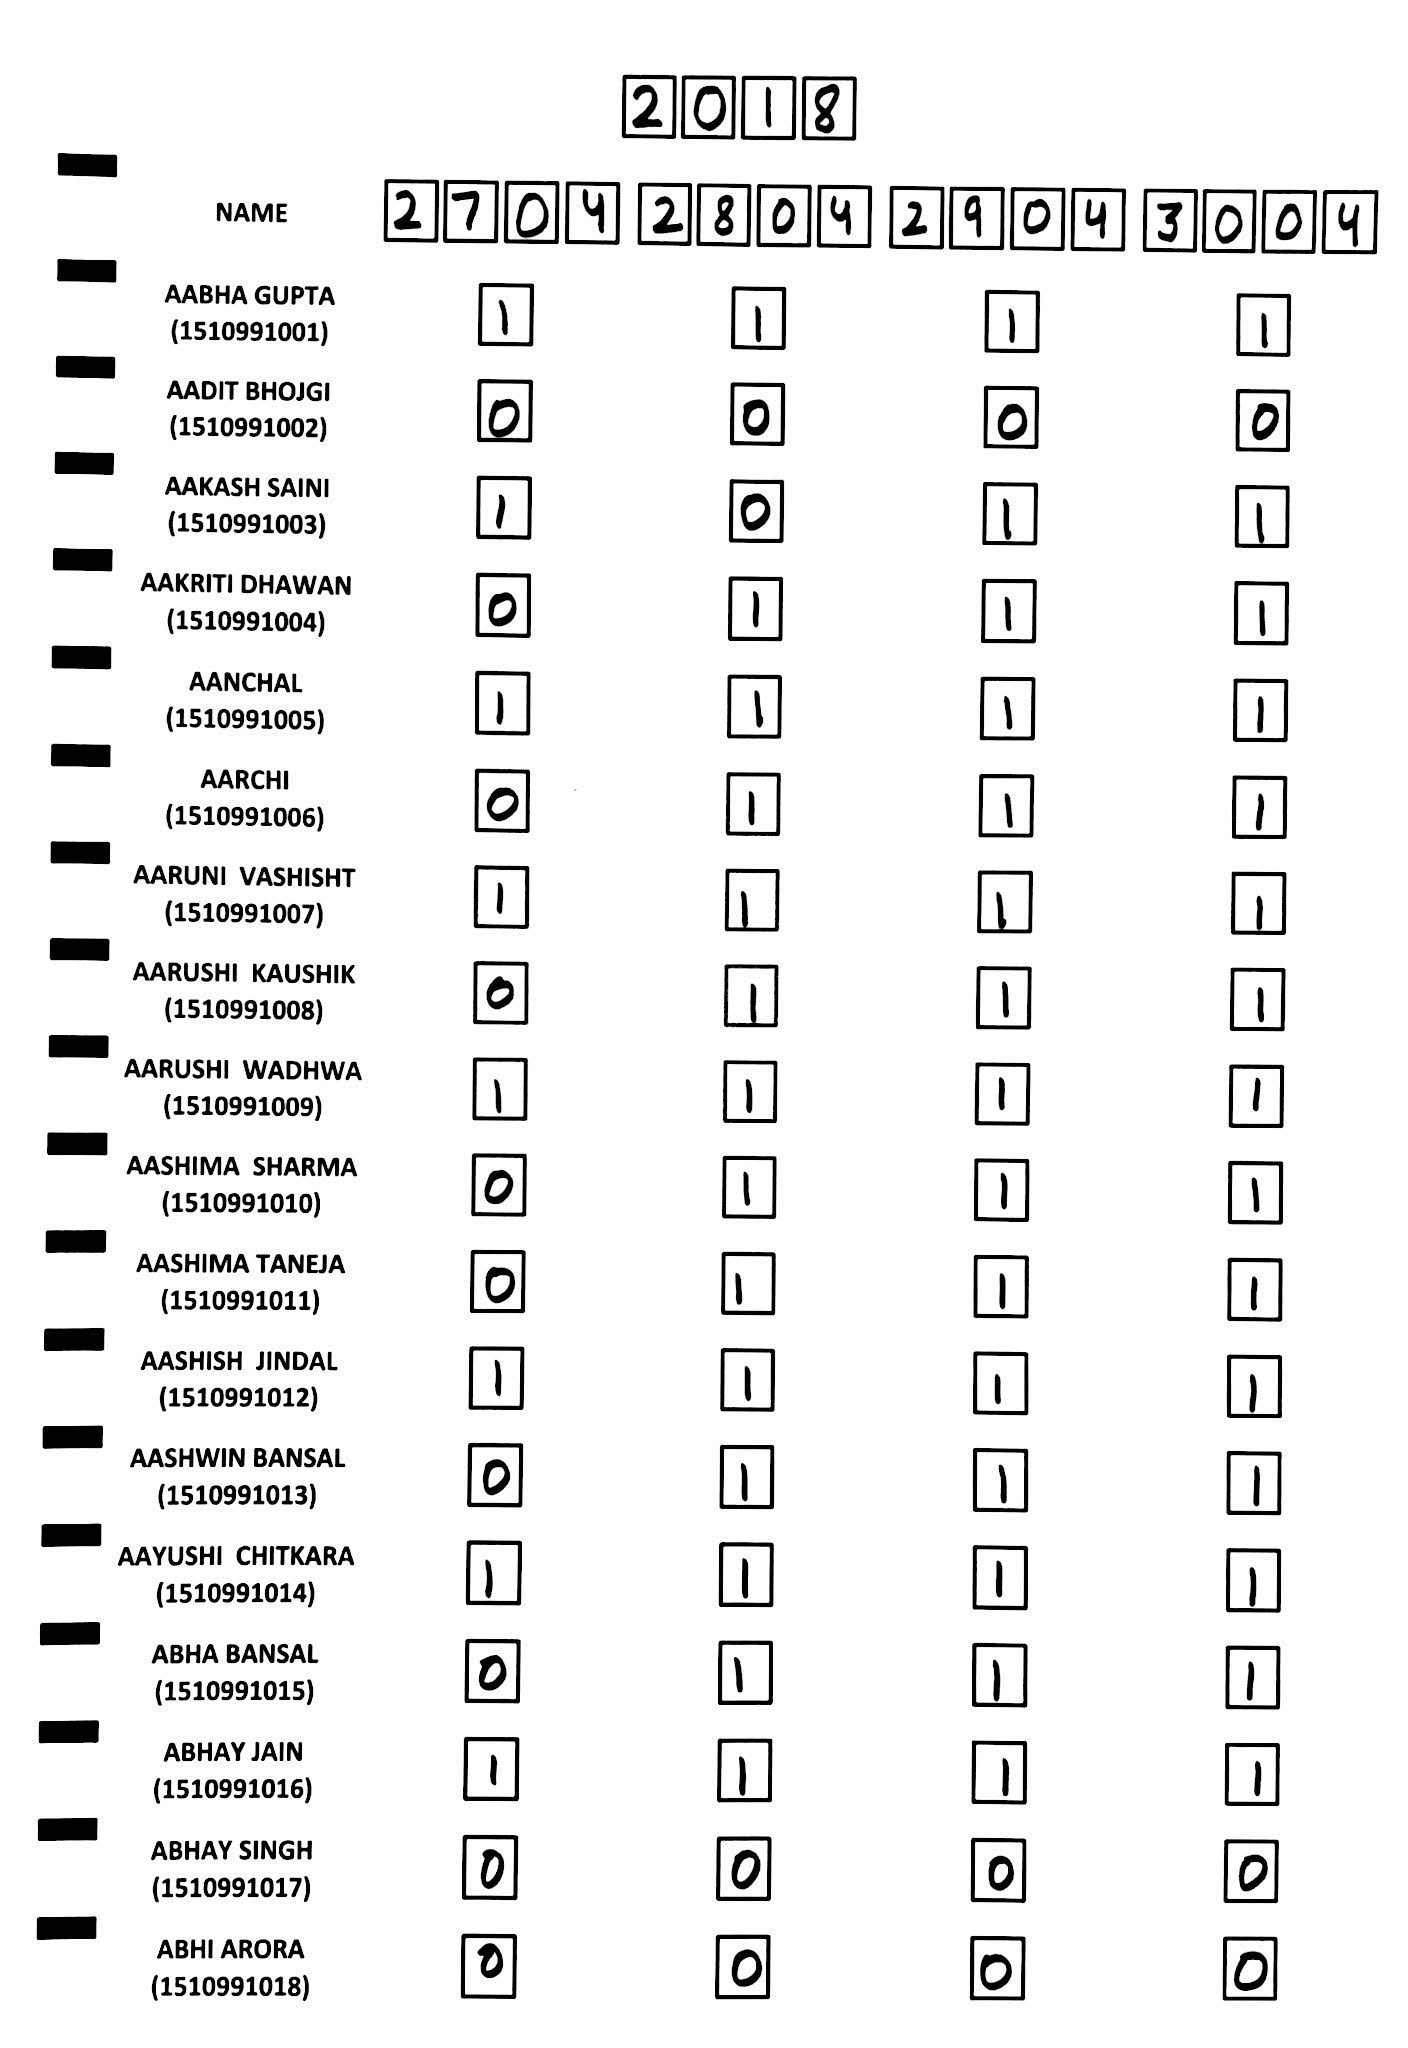 2018
NAME 2704 2804 2904 3004
AABHA GUPTA
(1510991001) 1 1 1 1
AADIT BHOJGI
(1510991002) 0 0 0 0
AAKASH SAINI
(1510991003) 1 0 1 1
AAKRITI DHAWAN
(1510991004) 0 1 1 1
AANCHAL
(1510991005) 1 1 1 1
AARCHI
(1510991006) 0 1 1 1
AARUNI VASHISHT
(1510991007) 1 1 1 1
AARUSHI KAUSHIK
(1510991008) 0 1 1 1
AARUSHI WADHWA
(1510991009) 1 1 1 1
AASHIMA SHARMA
(1510991010) 0 1 1 1
AASHIMA TANEJA
(1510991011) 0 1 1 1
AASHISH JINDAL
(1510991012) 1 1 1 1
AASHWIN BANSAL
(1510991013) 0 1 1 1
AAYUSHI CHITKARA
(1510991014) 1 1 1 1
ABHA BANSAL
(1510991015) 0 1 1 1
ABHAY JAIN
(1510991016) 1 1 1 1
ABHAY SINGH
(1510991017) 0 0 0 0
ABHI ARORA
(1510991018) 0 0 0 0